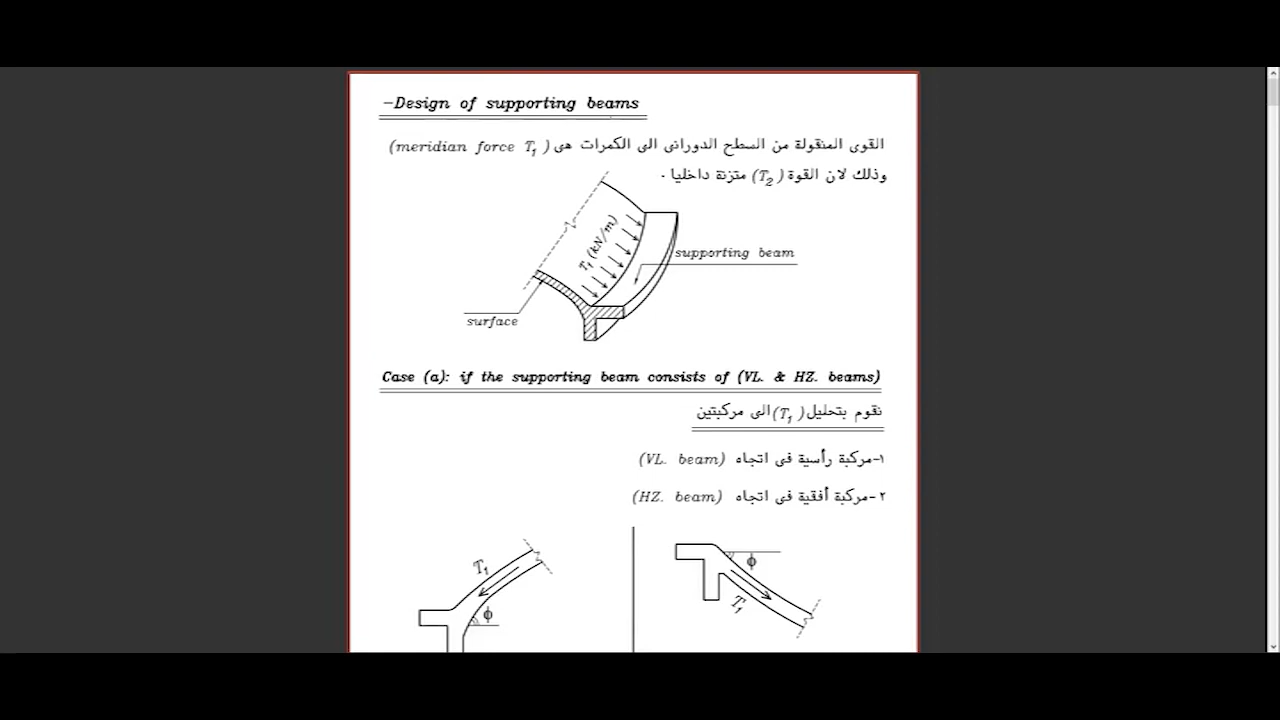 -Design of supporting beams
القوى المنقولة من السطح الدورانى الى الكمرات هى (meridian force T₁)
وذلك لان القوة (T₂) متزنة داخليا .
T₁ (kN/m)
supporting beam
surface
Case (a): if the supporting beam consists of (VL. & HZ. beams)
نقوم بتحليل (T₁) الى مركبتين
١-مركبة رأسية فى اتجاه (VL. beam)
٢-مركبة أفقية فى اتجاه (HZ. beam)
T₁
ϕ
ϕ
T₁